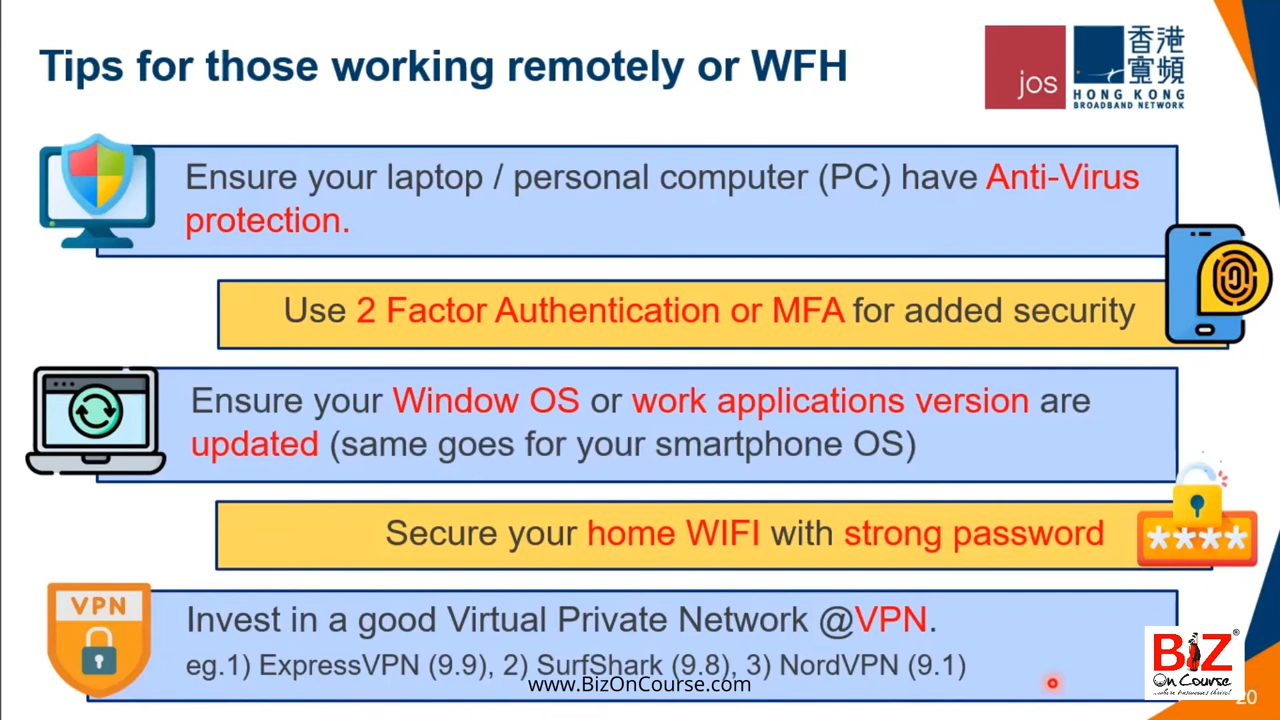 Tips for those working remotely or WFH
jos
香港
寬頻
HONG KONG
BROADBAND NETWORK
Ensure your laptop / personal computer (PC) have Anti-Virus
protection.
Use 2 Factor Authentication or MFA for added security
Ensure your Window OS or work applications version are
updated (same goes for your smartphone OS)
Secure your home WIFI with strong password
****
VPN
Invest in a good Virtual Private Network @VPN.
eg.1) ExpressVPN (9.9), 2) SurfShark (9.8), 3) NordVPN (9.1)
www.BizOnCourse.com
BiZ®
On Course
20